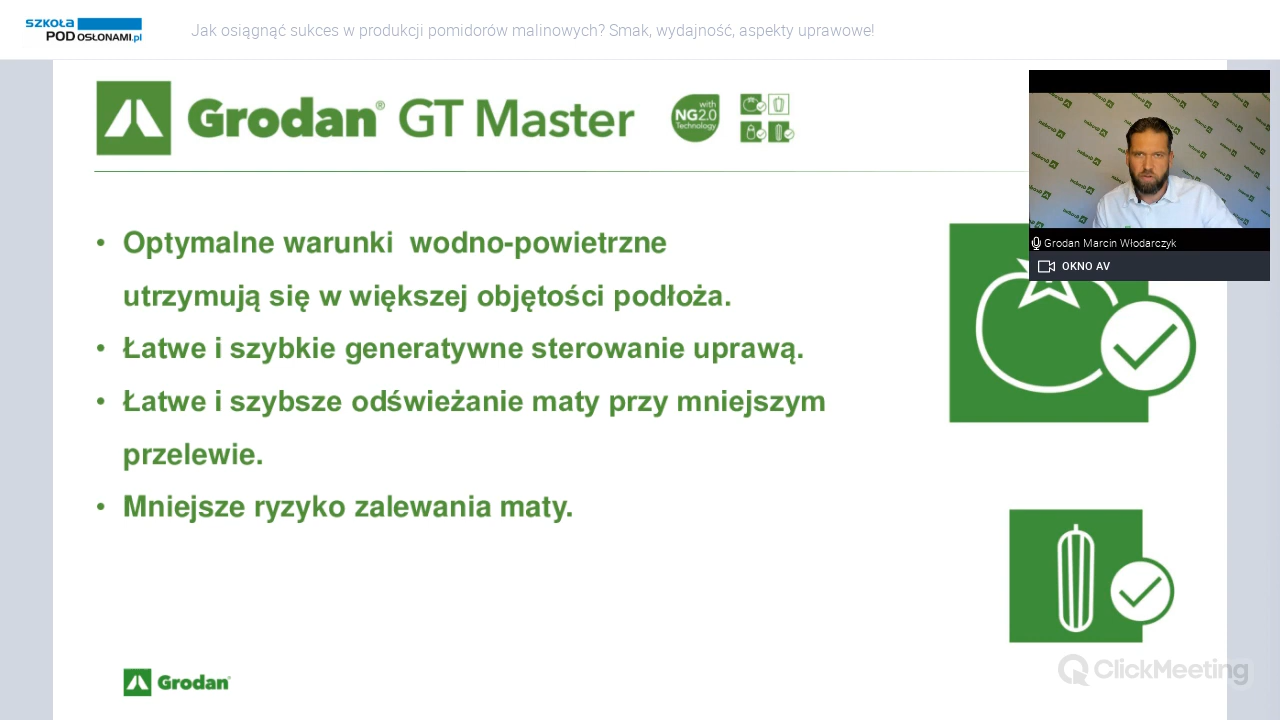 SZKOŁA
POD OSŁONAMI.pl
Jak osiągnąć sukces w produkcji pomidorów malinowych? Smak, wydajność, aspekty uprawowe!
Grodan® GT Master
with
NG2.0
Technology
Optymalne warunki wodno-powietrzne
utrzymują się w większej objętości podłoża.
Łatwe i szybkie generatywne sterowanie uprawą.
Łatwe i szybsze odświeżanie maty przy mniejszym
przelewie.
Mniejsze ryzyko zalewania maty.
Grodan Marcin Włodarczyk
OKNO AV
Grodan®
ClickMeeting